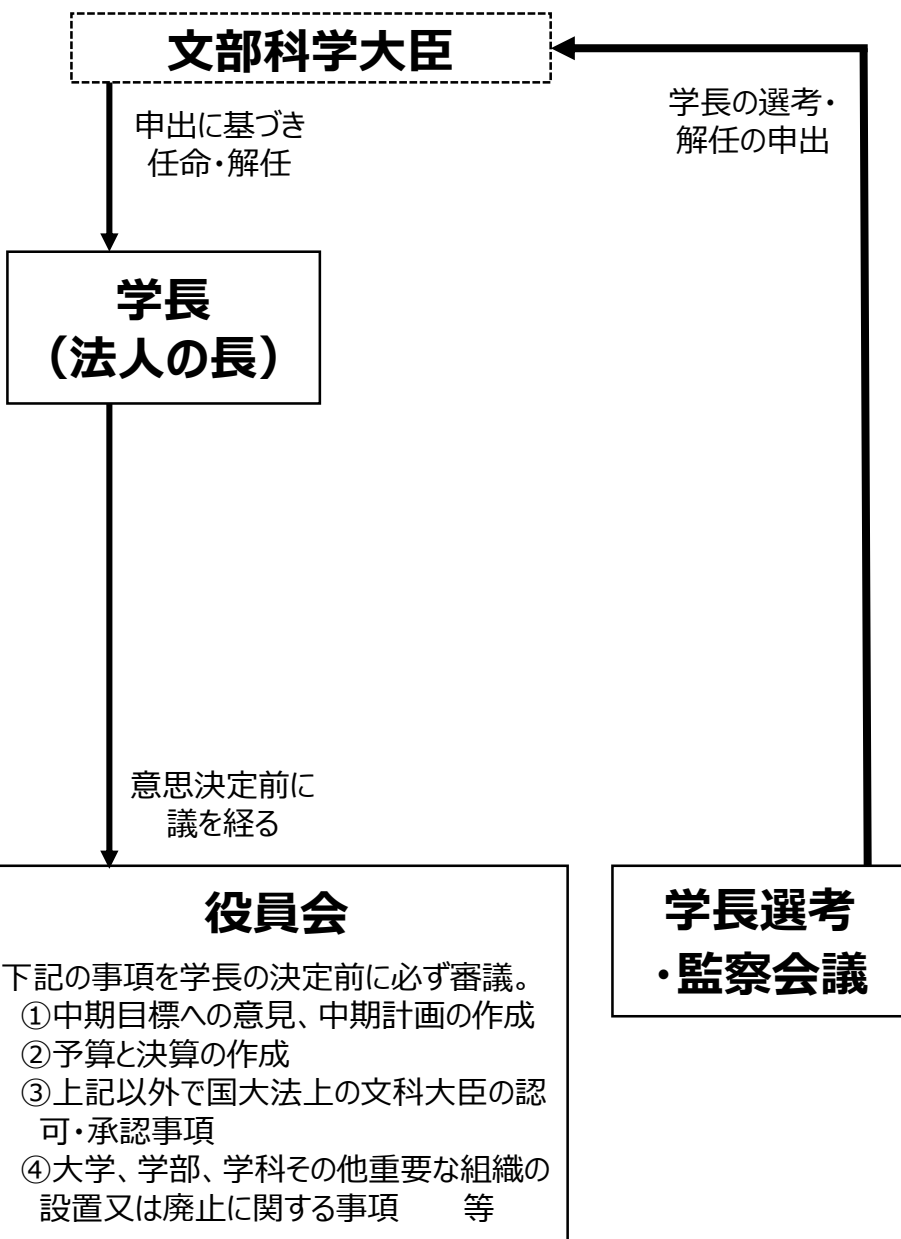 文部科学大臣
申出に基づき
任命・解任
学長の選考・
解任の申出
学長
（法人の長）
意思決定前に
議を経る
役員会
下記の事項を学長の決定前に必ず審議。
①中期目標への意見、中期計画の作成
②予算と決算の作成
③上記以外で国大法上の文科大臣の認
可・承認事項
④大学、学部、学科その他重要な組織の
設置又は廃止に関する事項　　等
学長選考
・監察会議